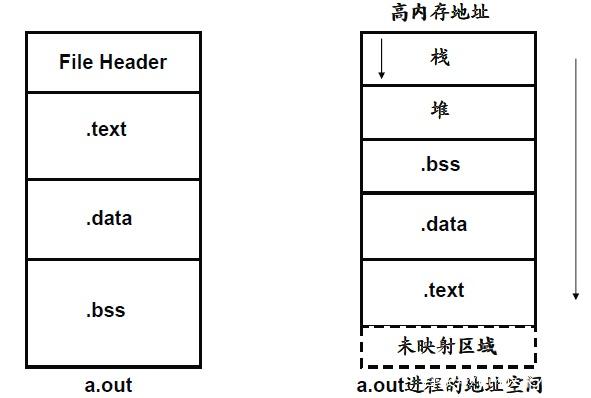 File Header
.text
.data
.bss
a.out
高内存地址
栈
堆
.bss
.data
.text
未映射区域
a.out进程的地址空间